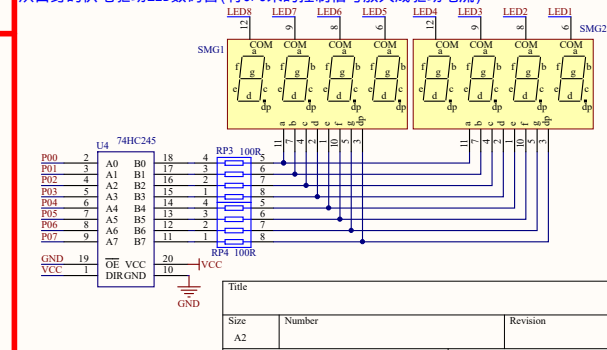 LED8 LED7 LED6 LED5 LED4 LED3 LED2 LED1
12 9 8 6 12 9 8 6
SMG1 COM COM COM COM COM COM COM COM SMG2
a a a a a a a a
f b f b f b f b f b f b f b f b
g g g g g g g g
e c e c e c e c e c e c e c e c
d d d d d d d d
dp dp dp dp dp dp dp dp
a b c d e f g dp a b c d e f g dp
11 7 4 2 1 10 5 3 11 7 4 2 1 10 5 3
U4 74HC245 RP3 100R
P00 2 A0 B0 18 4 5
P01 3 A1 B1 17 3 6
P02 4 A2 B2 16 2 7
P03 5 A3 B3 15 1 8
P04 6 A4 B4 14 4 5
P05 7 A5 B5 13 3 6
P06 8 A6 B6 12 2 7
P07 9 A7 B7 11 1 8
RP4 100R
GND 19 OE VCC 20 VCC
VCC 1 DIR GND 10
GND
Title
Size Number Revision
A2